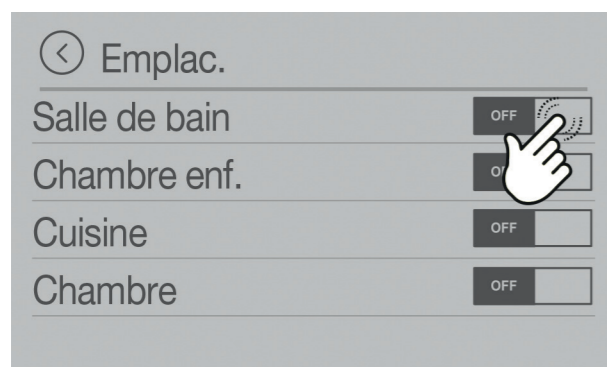 Emplac.
Salle de bain OFF
Chambre enf.
Cuisine OFF
Chambre OFF